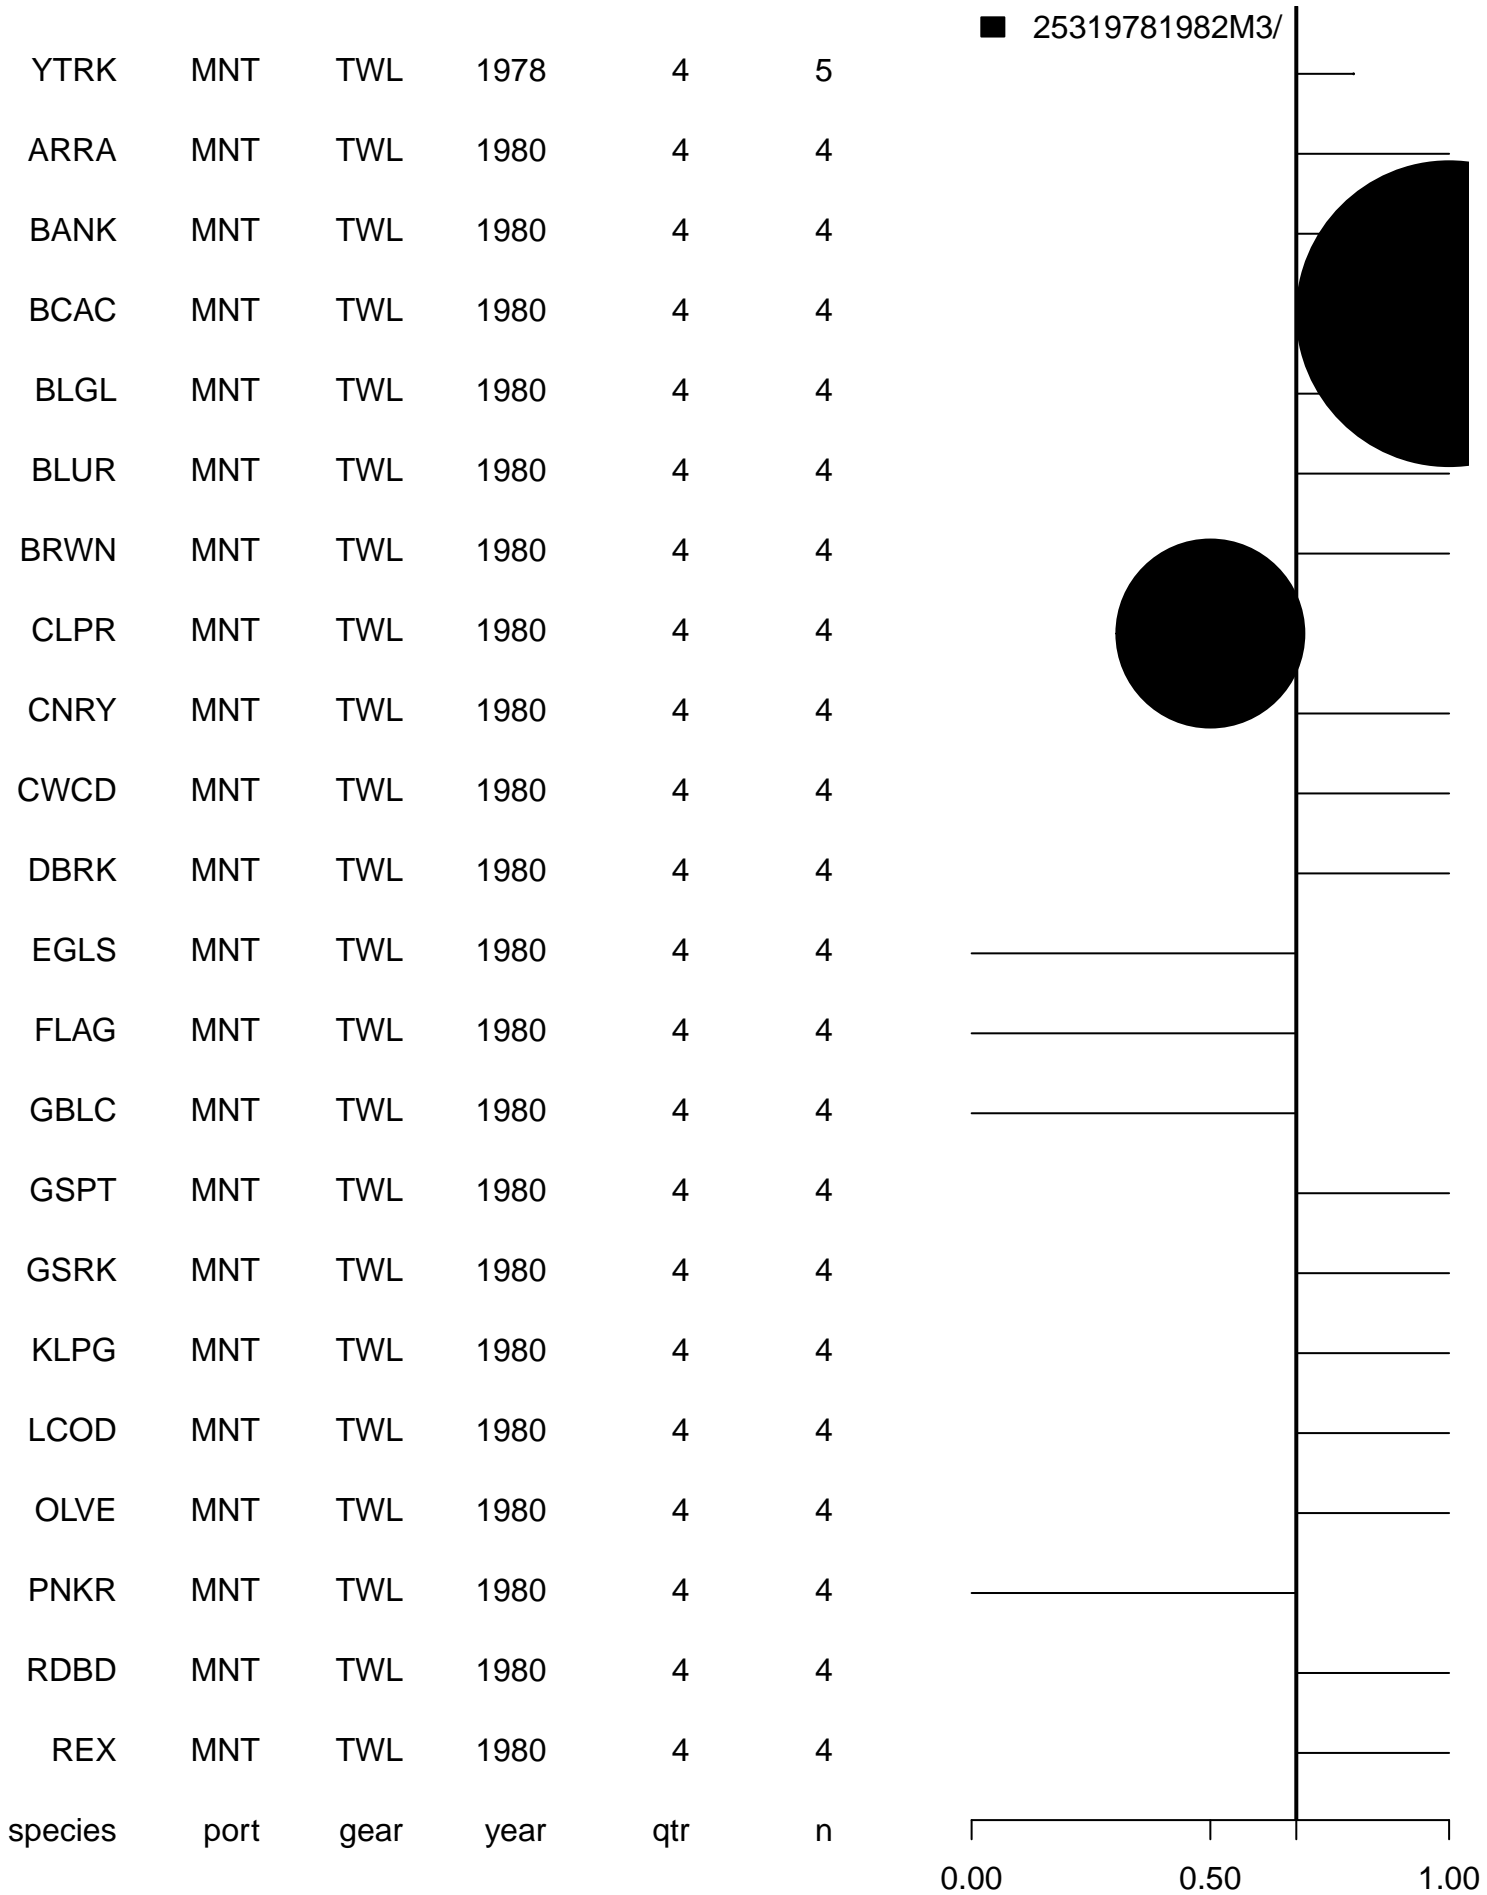 25319781982M3/
YTRK MNT TWL 1978 4 5
ARRA MNT TWL 1980 4 4
BANK MNT TWL 1980 4 4
BCAC MNT TWL 1980 4 4
BLGL MNT TWL 1980 4 4
BLUR MNT TWL 1980 4 4
BRWN MNT TWL 1980 4 4
CLPR MNT TWL 1980 4 4
CNRY MNT TWL 1980 4 4
CWCD MNT TWL 1980 4 4
DBRK MNT TWL 1980 4 4
EGLS MNT TWL 1980 4 4
FLAG MNT TWL 1980 4 4
GBLC MNT TWL 1980 4 4
GSPT MNT TWL 1980 4 4
GSRK MNT TWL 1980 4 4
KLPG MNT TWL 1980 4 4
LCOD MNT TWL 1980 4 4
OLVE MNT TWL 1980 4 4
PNKR MNT TWL 1980 4 4
RDBD MNT TWL 1980 4 4
REX MNT TWL 1980 4 4
species port gear year qtr n
0.00 0.50 1.00